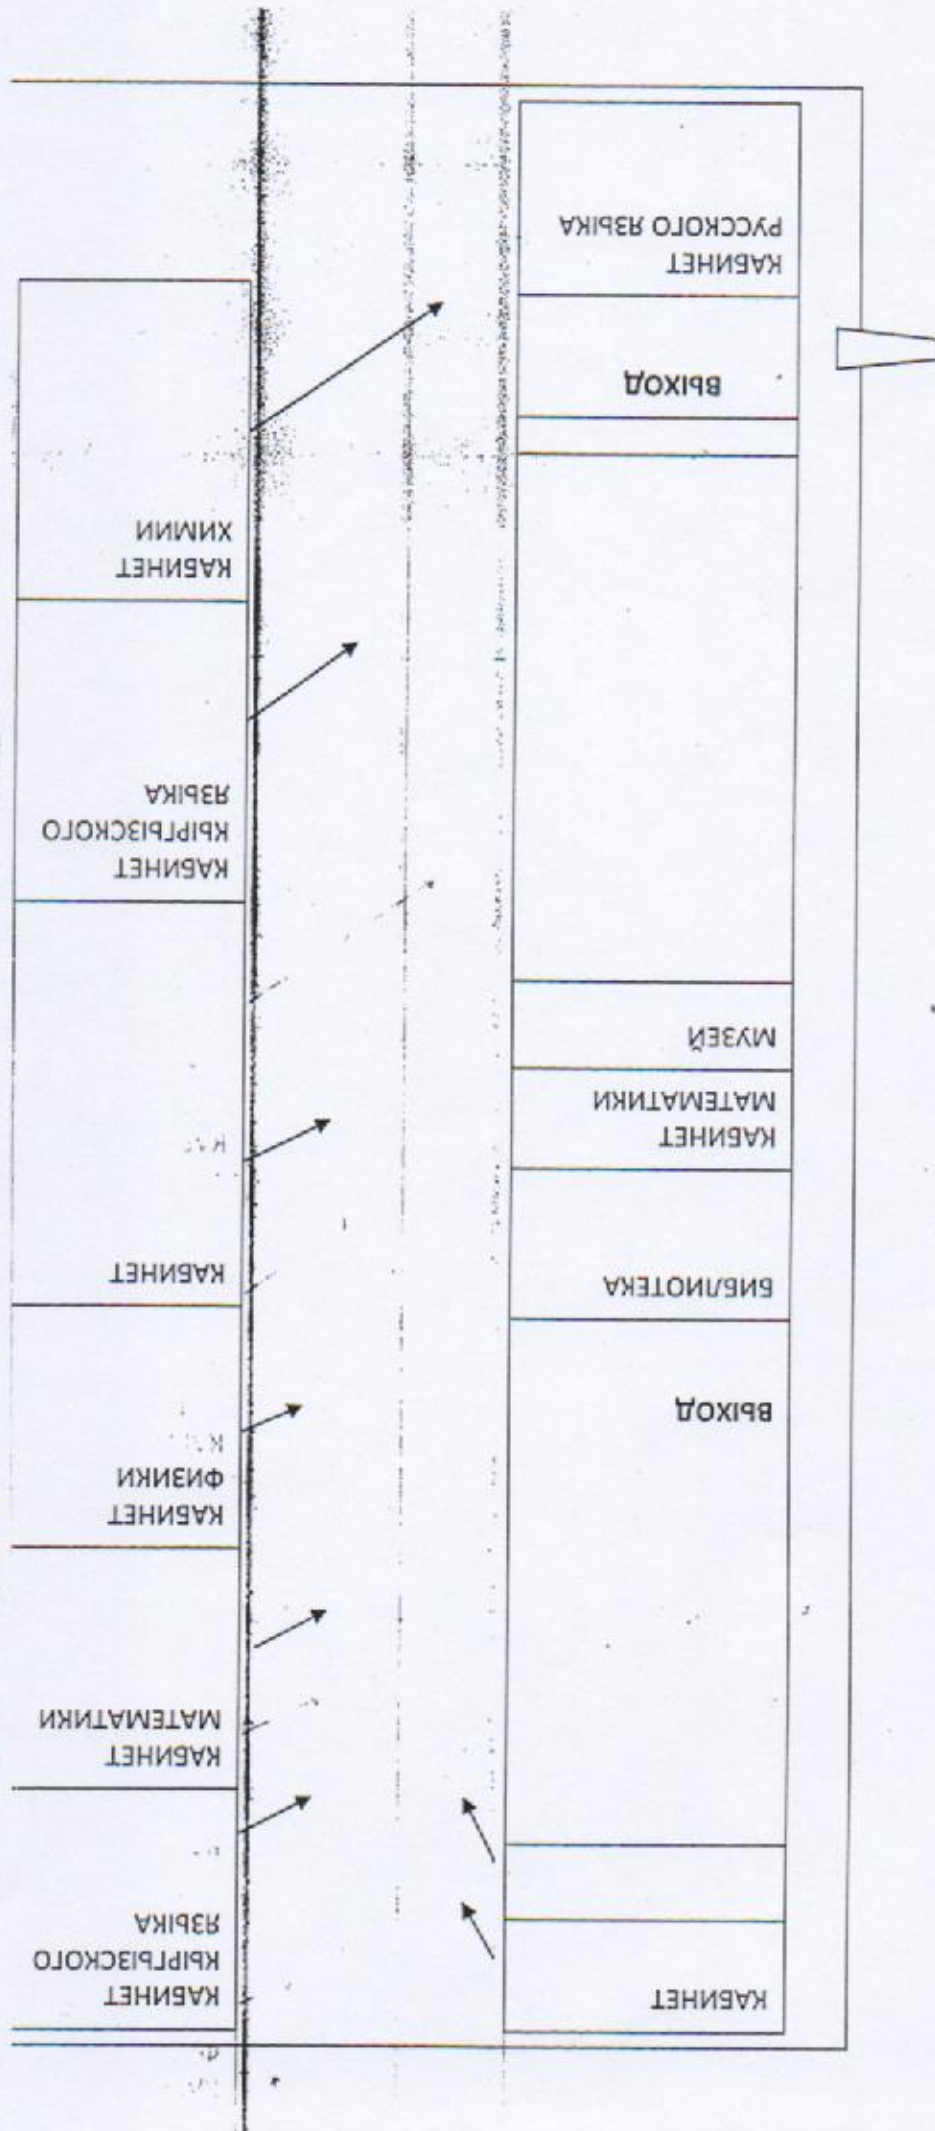 КАБИНЕТ
ВЫХОД
БИБЛИОТЕКА
КАБИНЕТ
МАТЕМАТИКИ
МУЗЕЙ
ВЫХОД
КАБИНЕТ
РУССКОГО ЯЗЫКА
КАБИНЕТ
КЫРГЫЗСКОГО
ЯЗЫКА
КАБИНЕТ
МАТЕМАТИКИ
КАБИНЕТ
ФИЗИКИ
КАБИНЕТ
КАБИНЕТ
КЫРГЫЗСКОГО
ЯЗЫКА
КАБИНЕТ
ХИМИИ